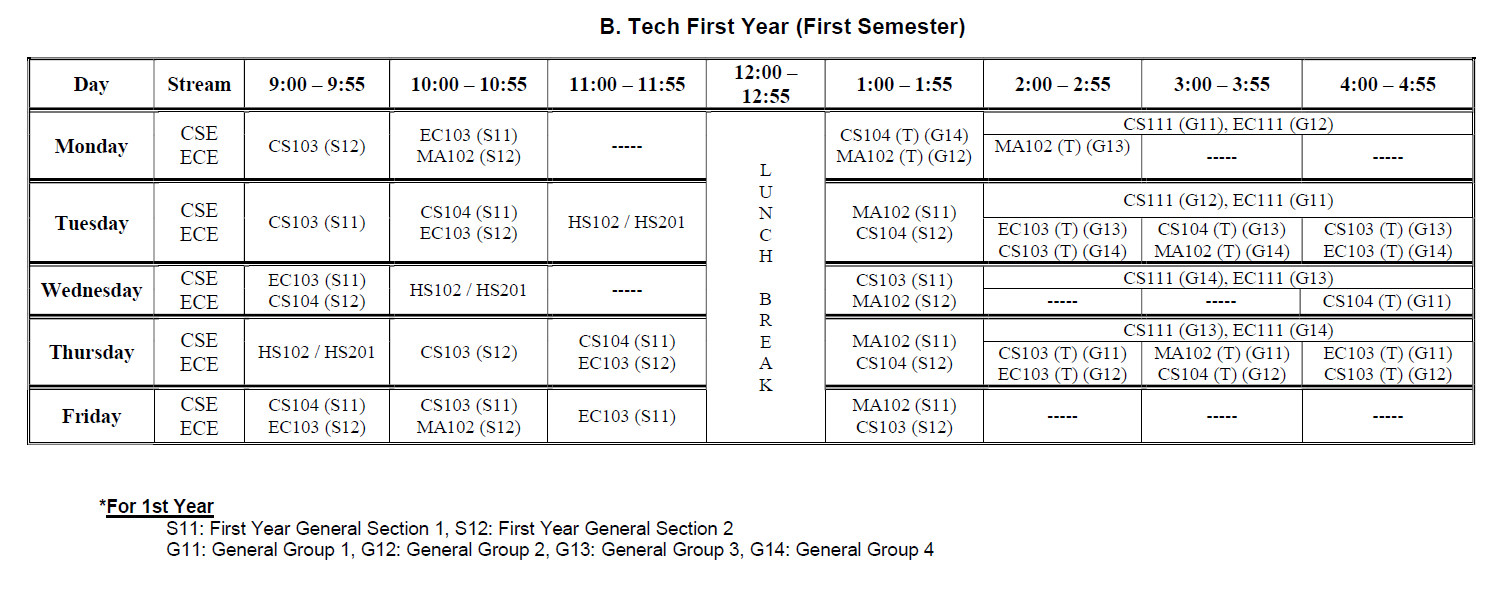 B. Tech First Year (First Semester)
Day Stream 9:00 – 9:55 10:00 – 10:55 11:00 – 11:55 12:00 – 12:55 1:00 – 1:55 2:00 – 2:55 3:00 – 3:55 4:00 – 4:55
LUNCH BREAK
Monday
CSE
ECE
CS103 (S12)
EC103 (S11)
MA102 (S12)
-----
CS104 (T) (G14)
MA102 (T) (G12)
CS111 (G11), EC111 (G12)
MA102 (T) (G13)
-----
-----
Tuesday
CSE
ECE
CS103 (S11)
CS104 (S11)
EC103 (S12)
HS102 / HS201
MA102 (S11)
CS104 (S12)
CS111 (G12), EC111 (G11)
EC103 (T) (G13)
CS103 (T) (G14)
CS104 (T) (G13)
MA102 (T) (G14)
CS103 (T) (G13)
EC103 (T) (G14)
Wednesday
CSE
ECE
EC103 (S11)
CS104 (S12)
HS102 / HS201
-----
CS103 (S11)
MA102 (S12)
CS111 (G14), EC111 (G13)
-----
-----
CS104 (T) (G11)
Thursday
CSE
ECE
HS102 / HS201
CS103 (S12)
CS104 (S11)
EC103 (S12)
MA102 (S11)
CS104 (S12)
CS111 (G13), EC111 (G14)
CS103 (T) (G11)
EC103 (T) (G12)
MA102 (T) (G11)
CS104 (T) (G12)
EC103 (T) (G11)
CS103 (T) (G12)
Friday
CSE
ECE
CS104 (S11)
EC103 (S12)
CS103 (S11)
MA102 (S12)
EC103 (S11)
MA102 (S11)
CS103 (S12)
-----
-----
-----
*For 1st Year
S11: First Year General Section 1, S12: First Year General Section 2
G11: General Group 1, G12: General Group 2, G13: General Group 3, G14: General Group 4